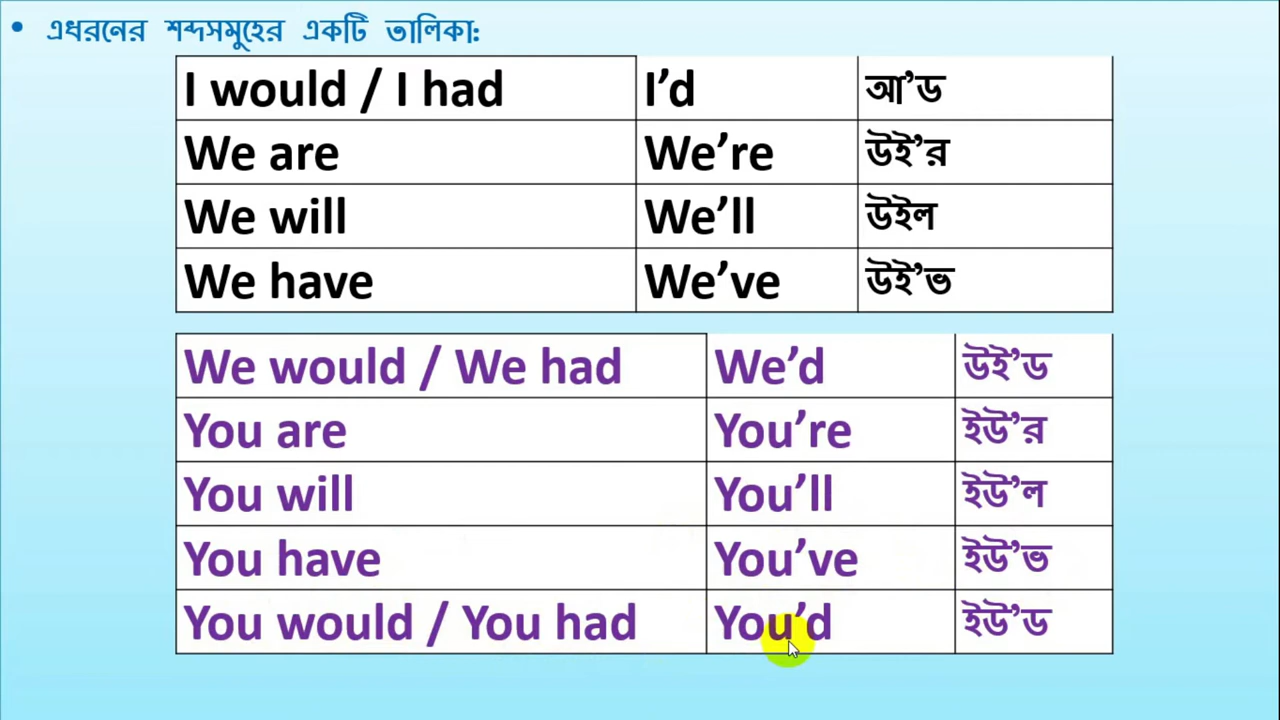 • এধরনের শব্দসমুহের একটি তালিকা:
I would / I had I’d আ’ড
We are We’re উই’র
We will We’ll উইল
We have We’ve উই’ভ
We would / We had We’d উই’ড
You are You’re ইউ’র
You will You’ll ইউ’ল
You have You’ve ইউ’ভ
You would / You had You’d ইউ’ড